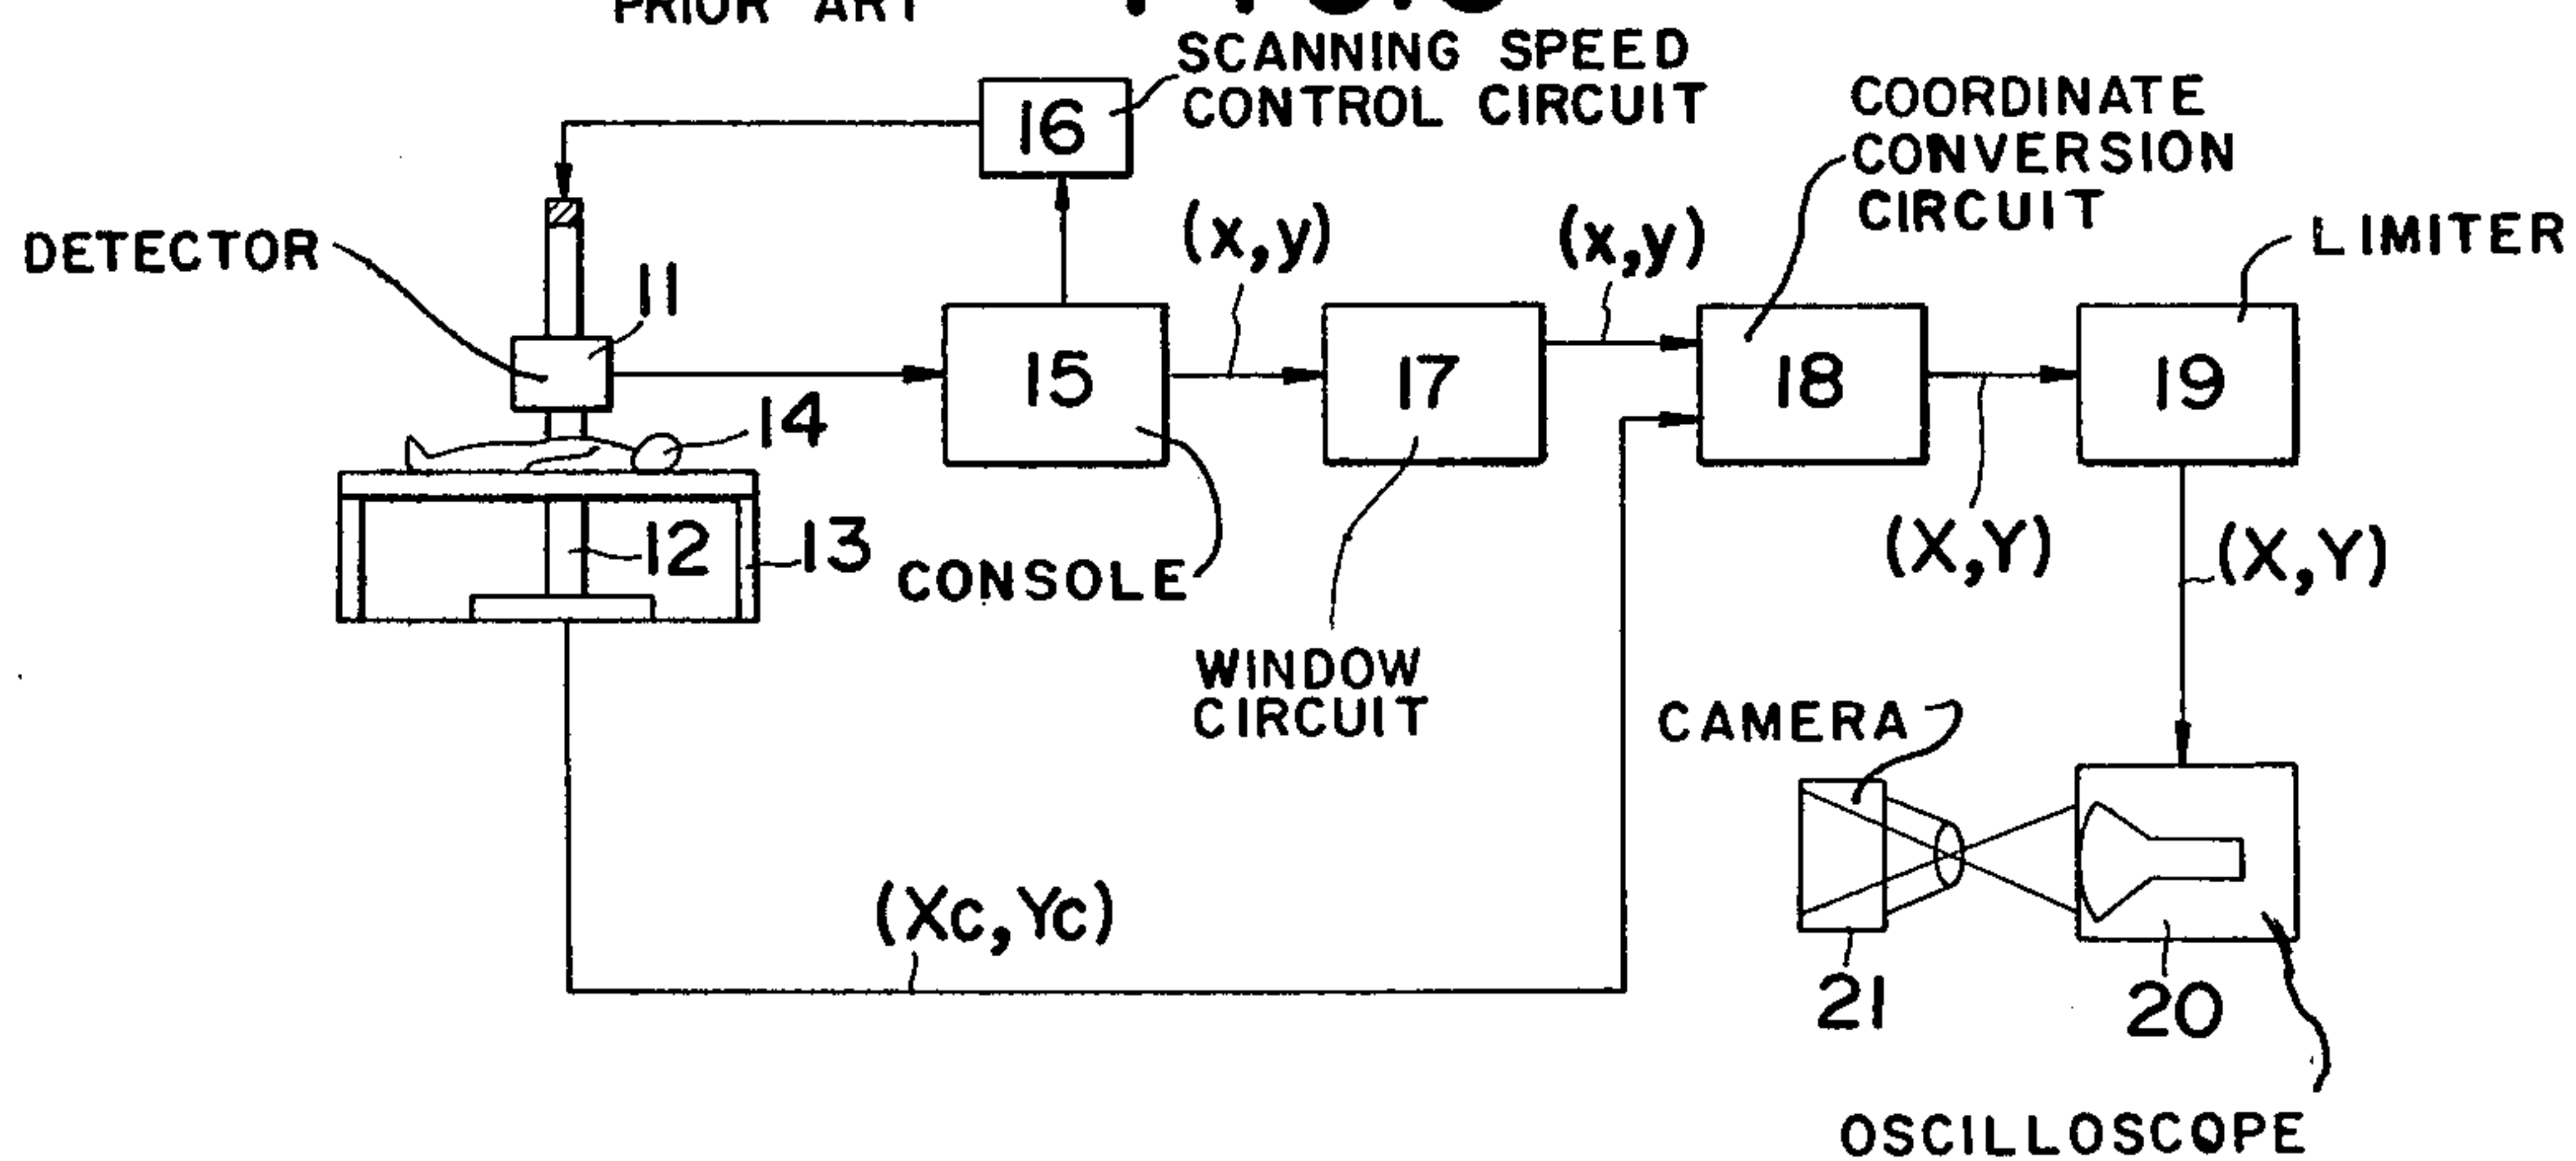 PRIOR ART
SCANNING SPEED
CONTROL CIRCUIT
16
COORDINATE
CONVERSION
CIRCUIT
LIMITER
DETECTOR
11
(x,y)
(x,y)
15
17
18
19
14
12
13
CONSOLE
(X,Y)
(X,Y)
WINDOW
CIRCUIT
CAMERA
(Xc,Yc)
21
20
OSCILLOSCOPE